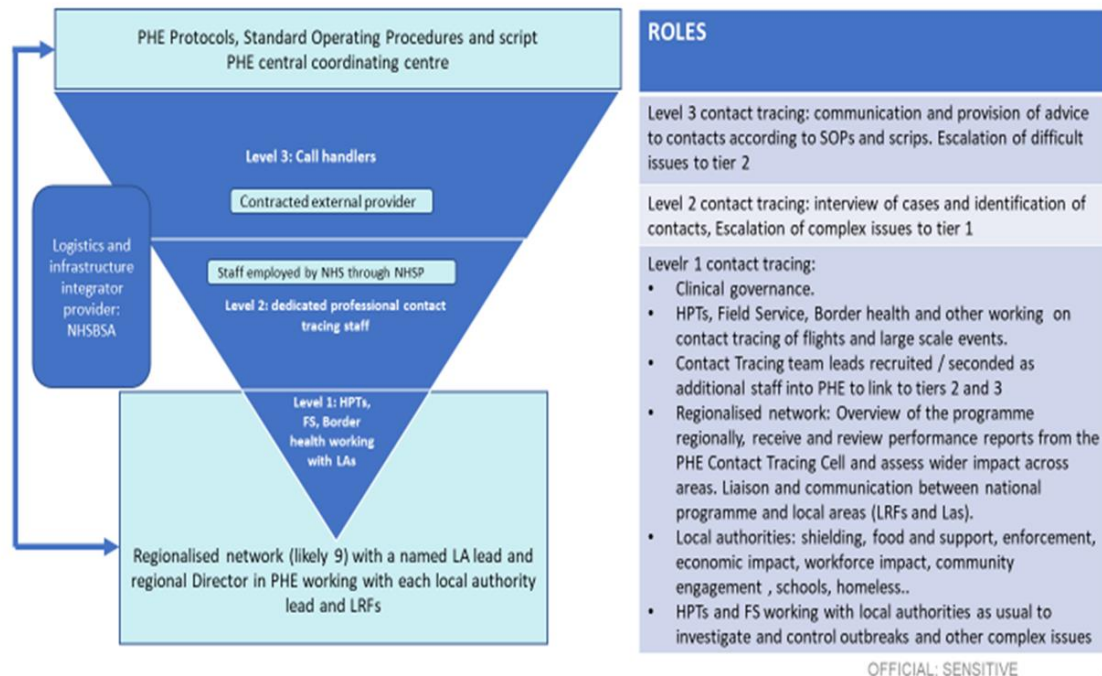 PHE Protocols, Standard Operating Procedures and script
PHE central coordinating centre
Level 3: Call handlers
Contracted external provider
Logistics and
infrastructure
integrator
provider:
NHSBSA
Staff employed by NHS through NHSP
Level 2: dedicated professional contact
tracing staff
Level 1: HPTs,
FS, Border
health working
with LAs
Regionalised network (likely 9) with a named LA lead and
regional Director in PHE working with each local authority
lead and LRFs
ROLES
Level 3 contact tracing: communication and provision of advice
to contacts according to SOPs and scrips. Escalation of difficult
issues to tier 2
Level 2 contact tracing: interview of cases and identification of
contacts, Escalation of complex issues to tier 1
Levelr 1 contact tracing:
• Clinical governance.
• HPTs, Field Service, Border health and other working on
contact tracing of flights and large scale events.
• Contact Tracing team leads recruited / seconded as
additional staff into PHE to link to tiers 2 and 3
• Regionalised network: Overview of the programme
regionally, receive and review performance reports from the
PHE Contact Tracing Cell and assess wider impact across
areas. Liaison and communication between national
programme and local areas (LRFs and Las).
• Local authorities: shielding, food and support, enforcement,
economic impact, workforce impact, community
engagement , schools, homeless..
• HPTs and FS working with local authorities as usual to
investigate and control outbreaks and other complex issues
OFFICIAL: SENSITIVE